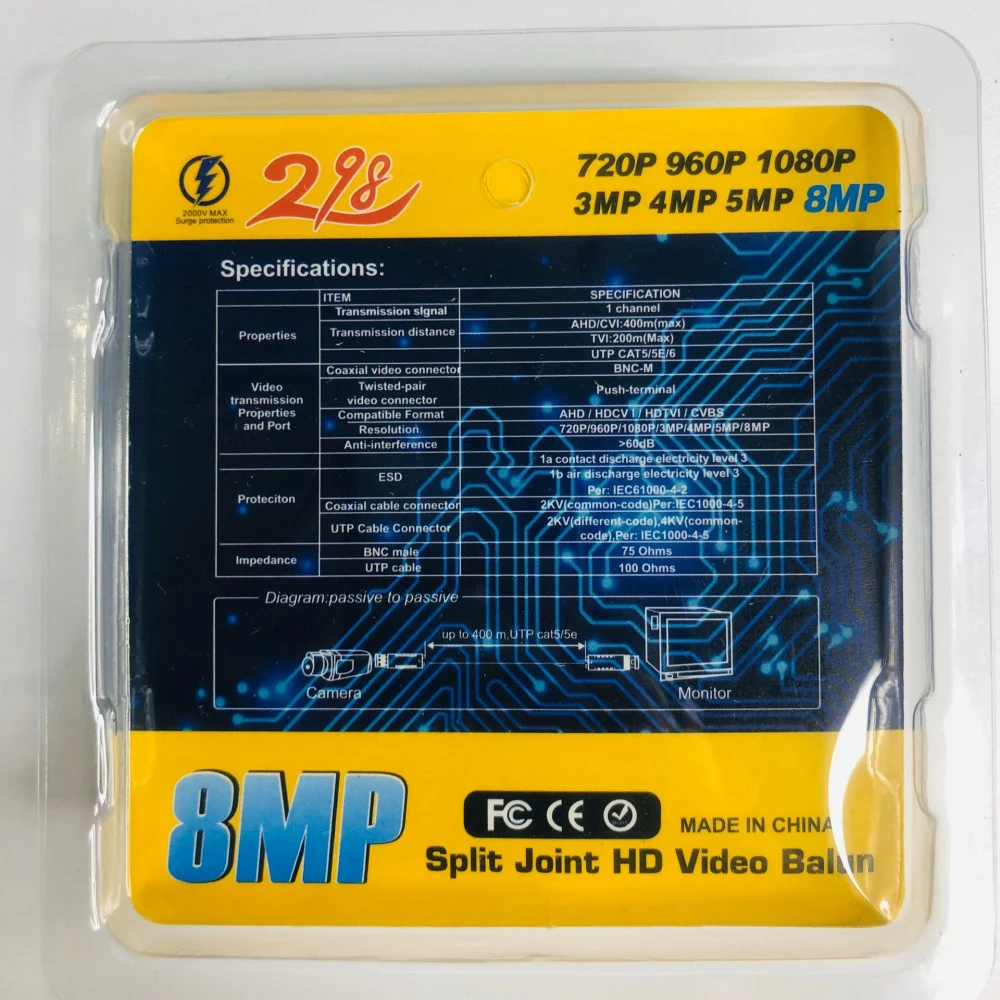 2000V MAX
Surge protection
298
720P 960P 1080P
3MP 4MP 5MP 8MP
Specifications:
ITEM SPECIFICATION
Properties
Transmission signal 1 channel
Transmission distance AHD/CVI:400m(max)
TVI:200m(Max)
UTP CAT5/5E/6
Video
transmission
Properties
and Port
Coaxial video connector BNC-M
Twisted-pair
video connector Push-terminal
Compatible Format AHD / HDCV I / HDTVI / CVBS
Resolution 720P/960P/1080P/3MP/4MP/5MP/8MP
Anti-interference >60dB
Proteciton
ESD 1a contact discharge electricity level 3
1b air discharge electricity level 3
Per: IEC61000-4-2
Coaxial cable connector 2KV(common-code)Per:IEC1000-4-5
UTP Cable Connector 2KV(different-code),4KV(common-
code),Per: IEC1000-4-5
Impedance
BNC male 75 Ohms
UTP cable 100 Ohms
Diagram:passive to passive
up to 400 m,UTP cat5/5e
Camera Monitor
8MP
FC CE
MADE IN CHINA
Split Joint HD Video Balun